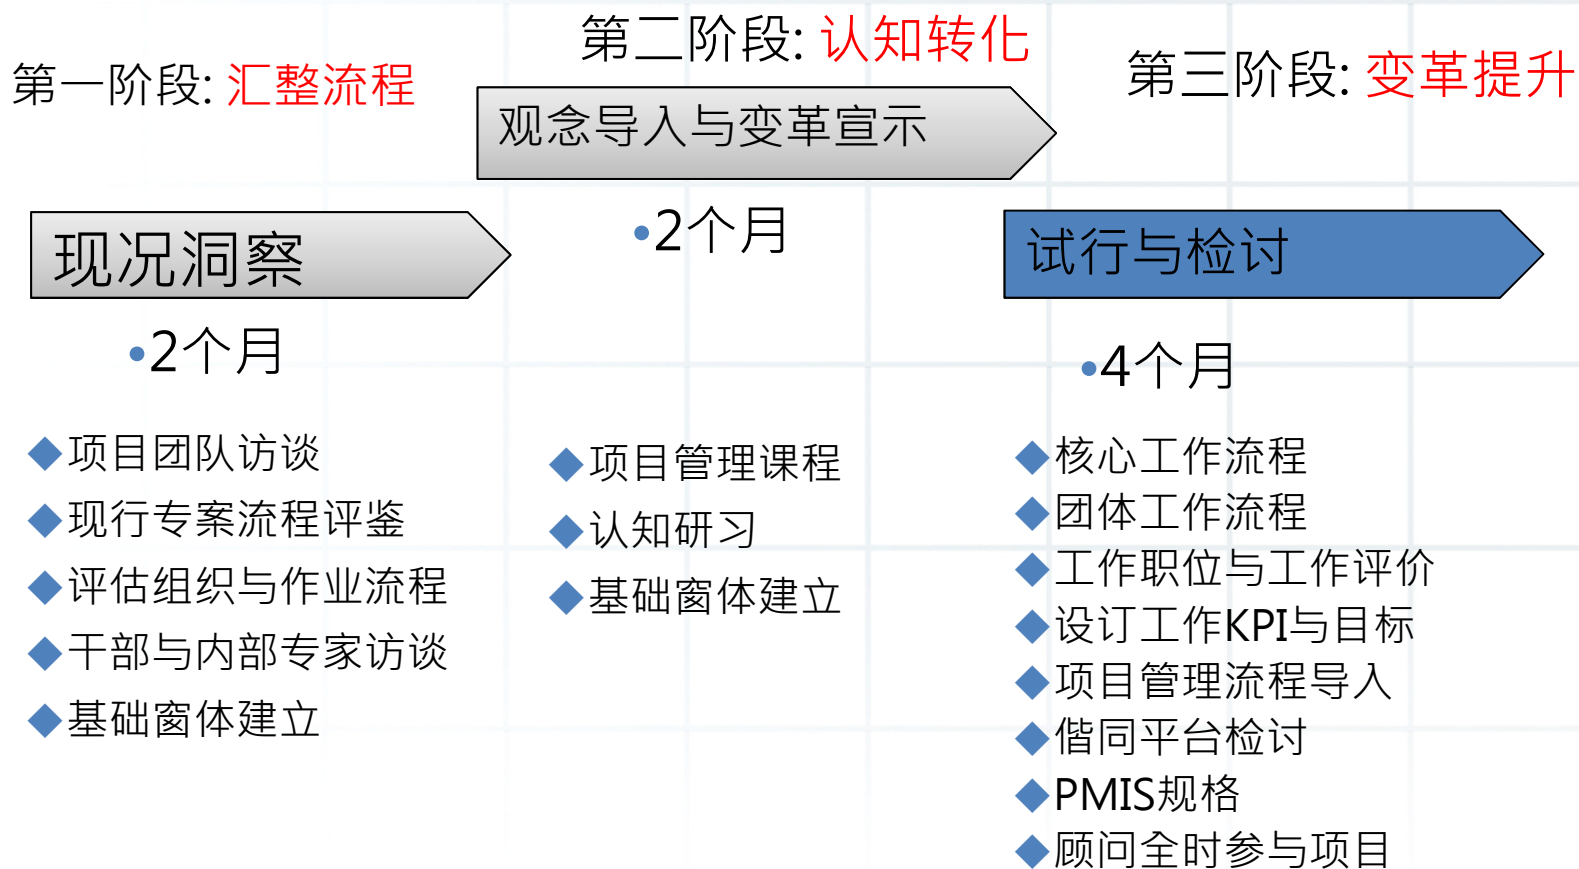 第一阶段: 汇整流程
现况洞察
•2个月
◆项目团队访谈
◆现行专案流程评鉴
◆评估组织与作业流程
◆干部与内部专家访谈
◆基础窗体建立
第二阶段: 认知转化
观念导入与变革宣示
•2个月
◆项目管理课程
◆认知研习
◆基础窗体建立
第三阶段: 变革提升
试行与检讨
•4个月
◆核心工作流程
◆团体工作流程
◆工作职位与工作评价
◆设订工作KPI与目标
◆项目管理流程导入
◆偕同平台检讨
◆PMIS规格
◆顾问全时参与项目